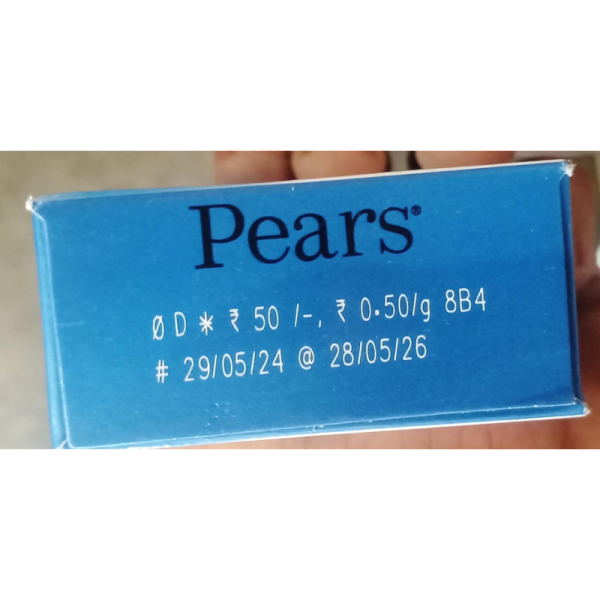 Pears®
Ø D * ₹ 50 /-, ₹ 0.50/g 8B4
# 29/05/24 @ 28/05/26